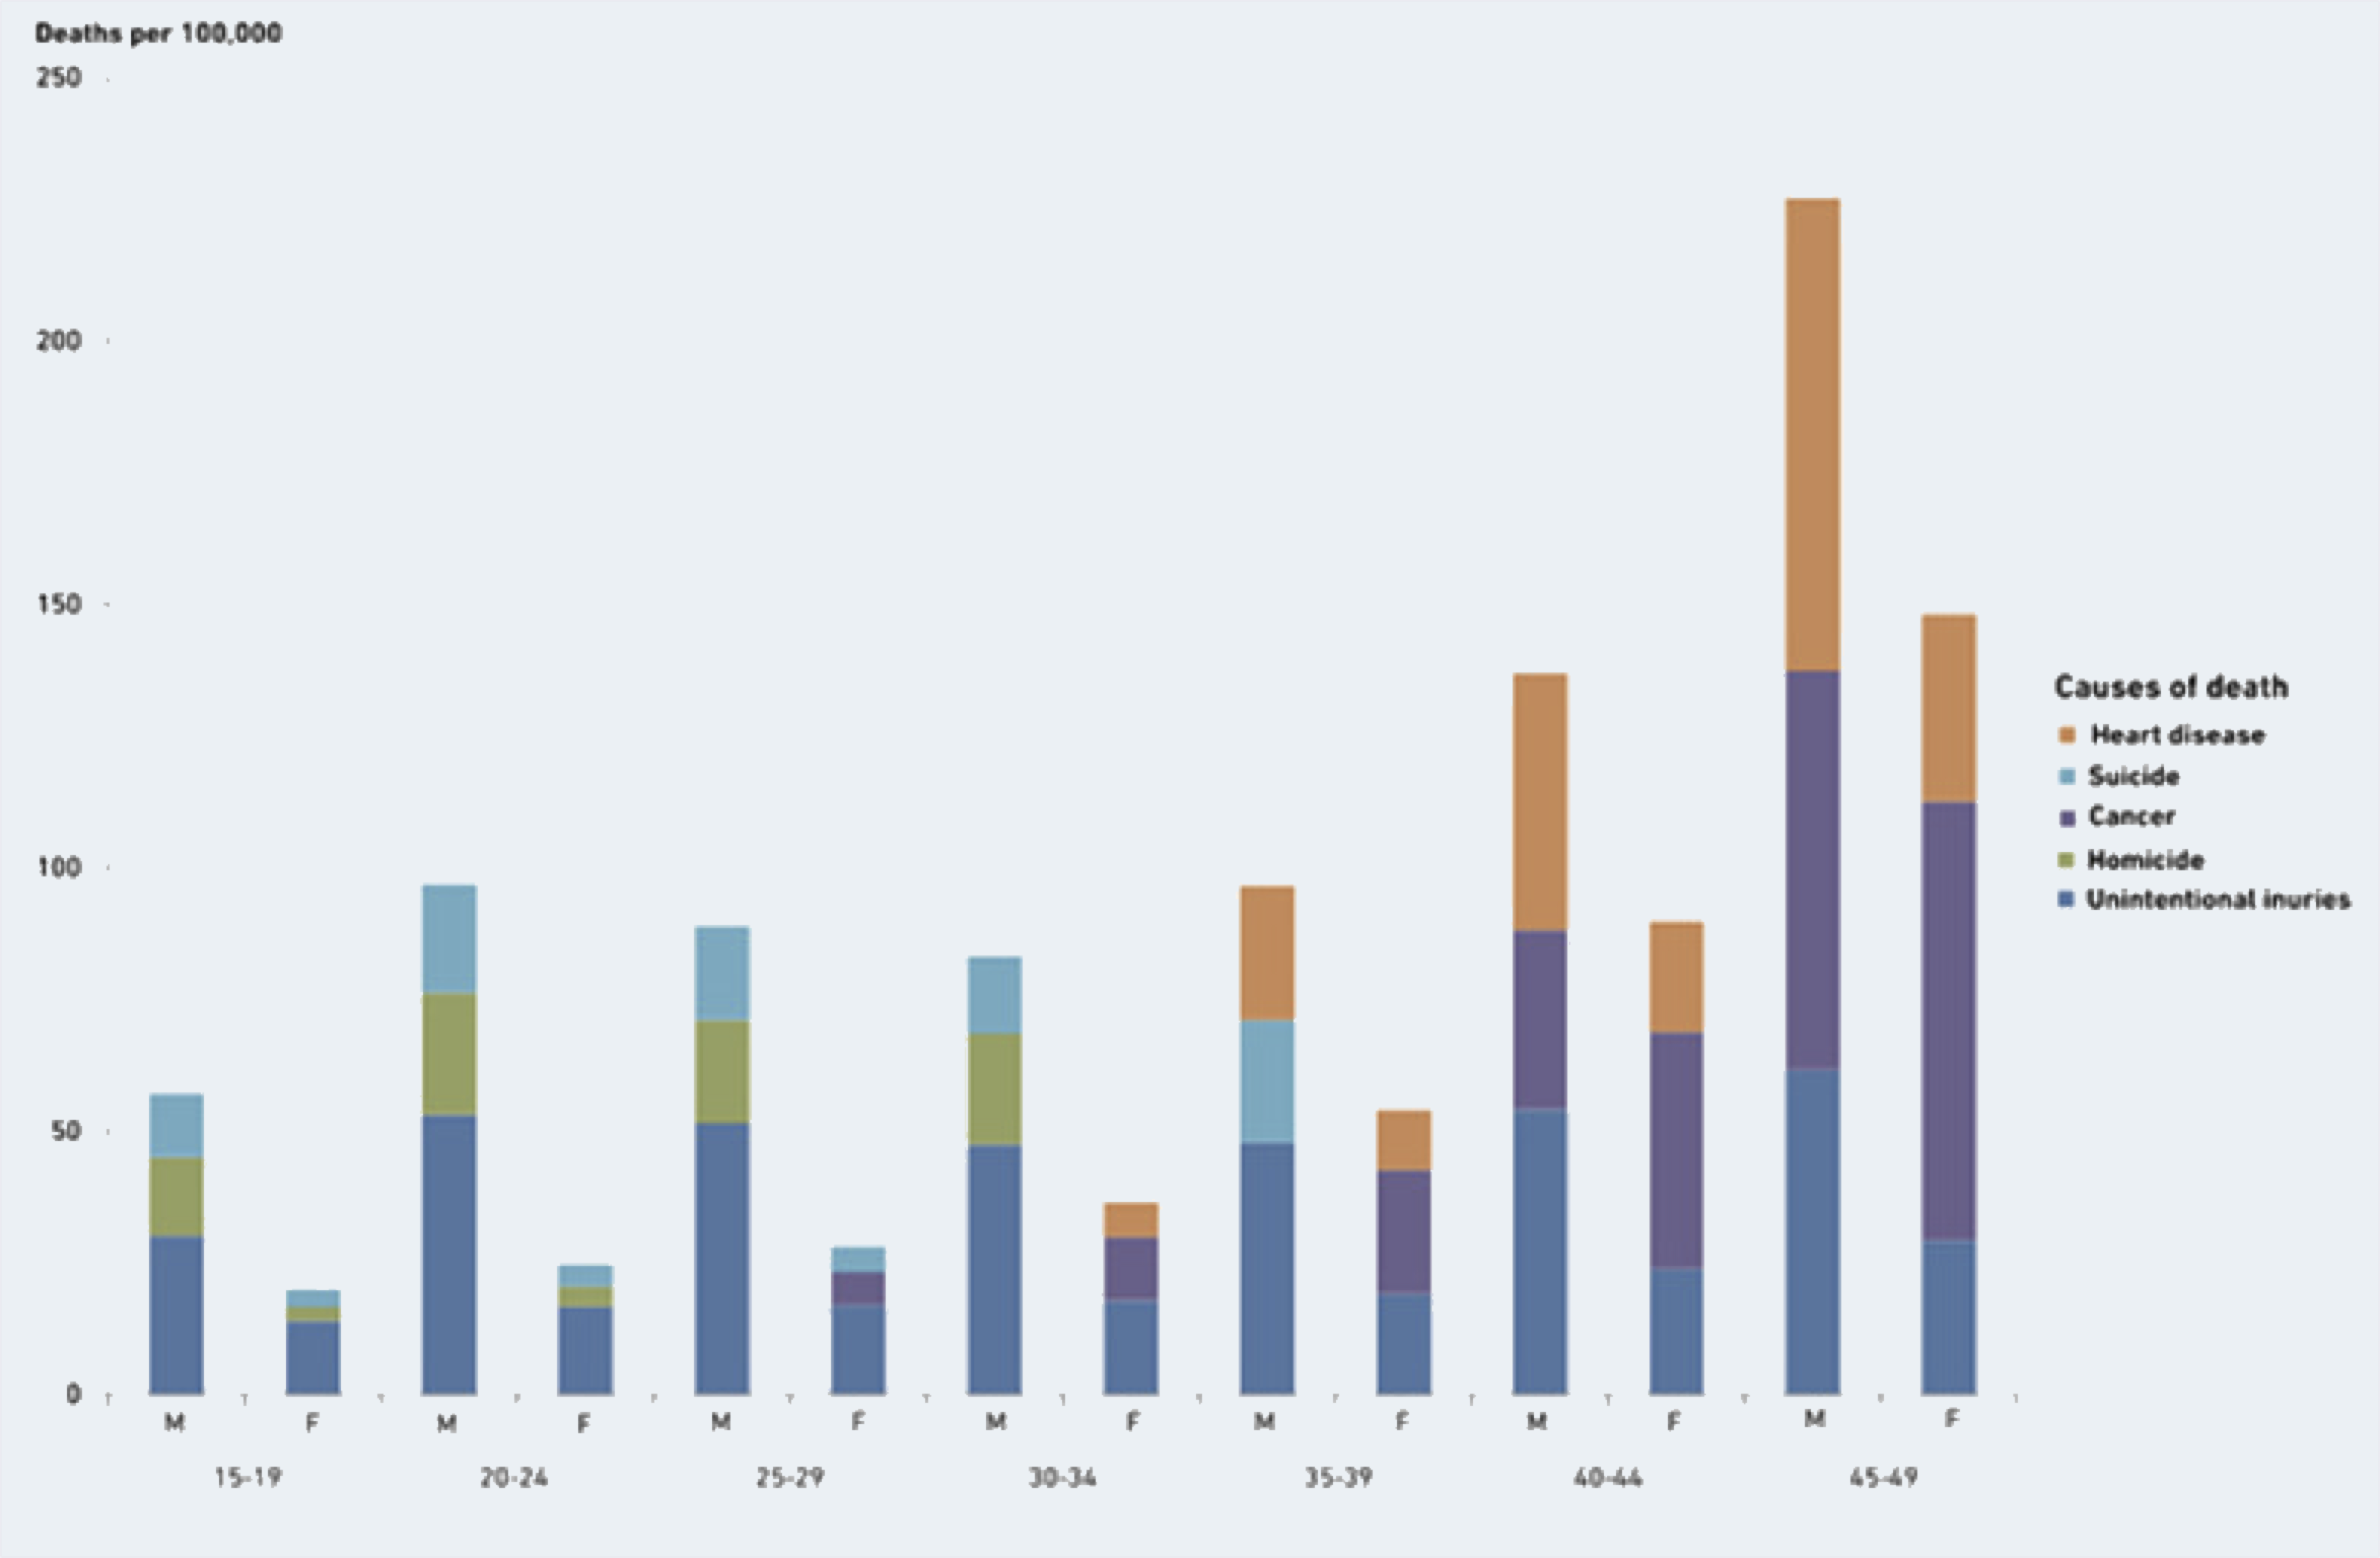 Deaths per 100,000
250
200
150
100
50
0
M F M F M F M F M F M F M F
15-19 20-24 25-29 30-34 35-39 40-44 45-49
Causes of death
Heart disease
Suicide
Cancer
Homicide
Unintentional inuries